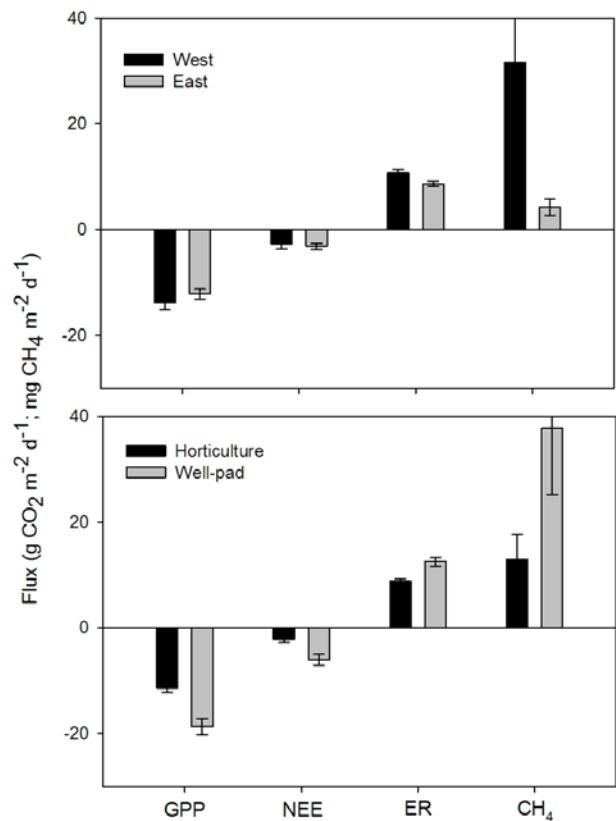 Flux (g CO₂ m⁻² d⁻¹; mg CH₄ m⁻² d⁻¹)
40
20
0
-20
West
East
40
20
0
-20
Horticulture
Well-pad
GPP NEE ER CH₄